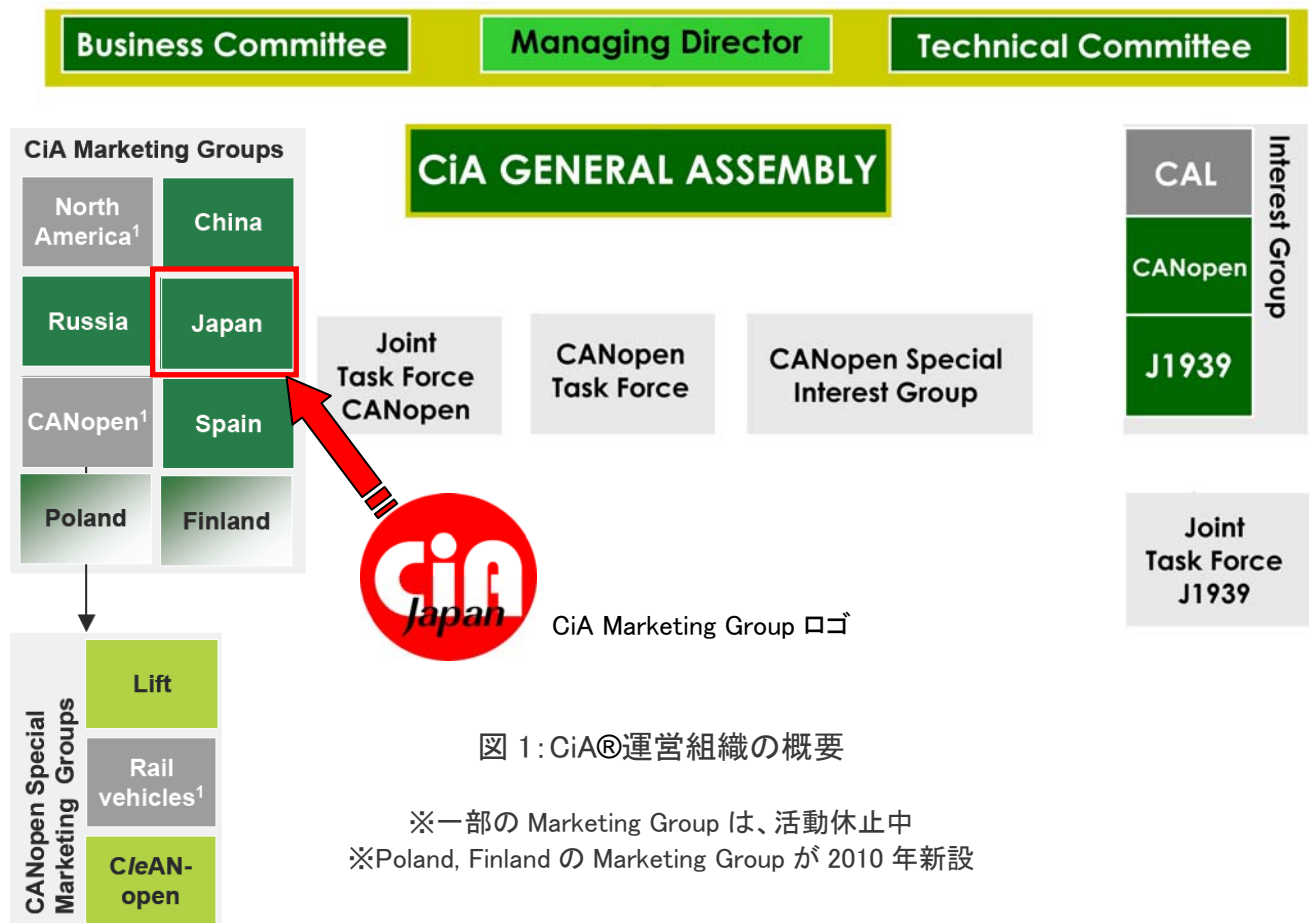 Business Committee
Managing Director
Technical Committee
CiA Marketing Groups
North
America¹
China
Russia
Japan
CANopen¹
Spain
Poland
Finland
CiA GENERAL ASSEMBLY
CAL
CANopen
J1939
Interest Group
Joint
Task Force
CANopen
CANopen
Task Force
CANopen Special
Interest Group
Joint
Task Force
J1939
CiA
Japan
CiA Marketing Group ロゴ
CANopen Special
Marketing Groups
Lift
Rail
vehicles¹
CleAN-
open
図 1:CiA®運営組織の概要
※一部の Marketing Group は、活動休止中
※Poland, Finland の Marketing Group が 2010 年新設